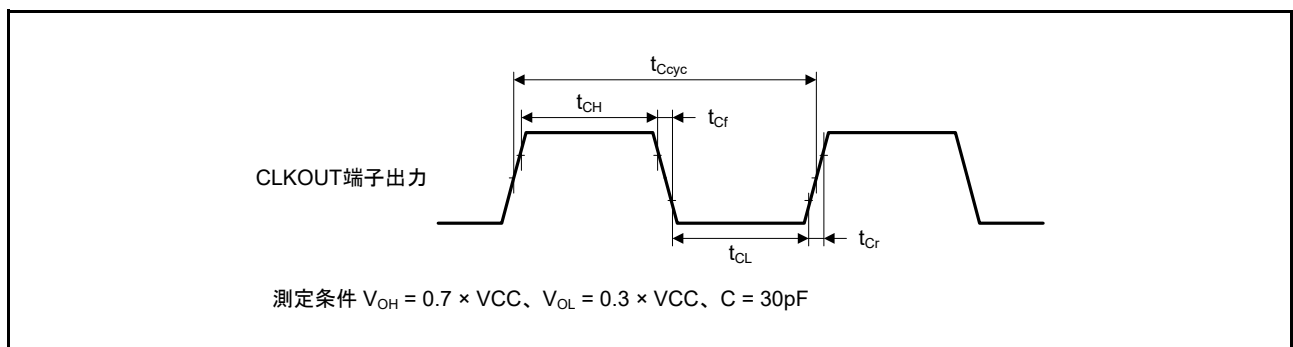 tCcyc
tCH
tCf
CLKOUT端子出力
tCL
tCr
測定条件 VOH = 0.7 × VCC、VOL = 0.3 × VCC、C = 30pF